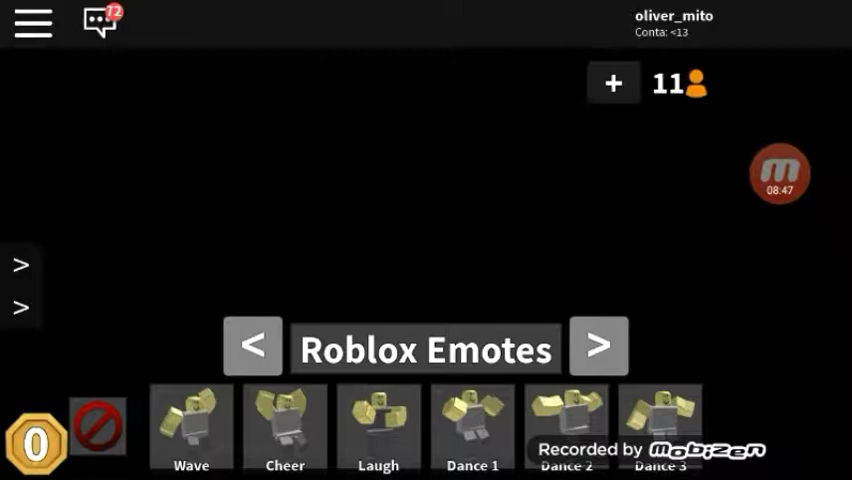 72
oliver_mito
Conta: <13
+ 11
m
08:47
>
>
< Roblox Emotes >
0
Wave Cheer Laugh Dance 1 Dance 2 Dance 3
Recorded by mobizen